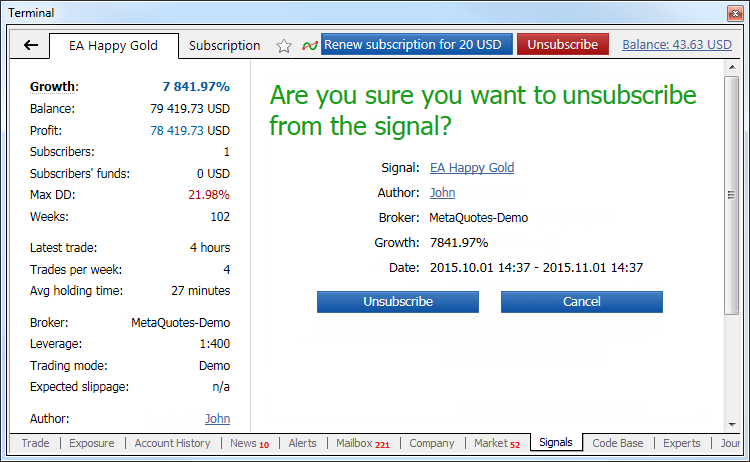 Terminal
EA Happy Gold Subscription Renew subscription for 20 USD Unsubscribe Balance: 43.63 USD
Growth: 7 841.97%
Balance: 79 419.73 USD
Profit: 78 419.73 USD
Subscribers: 1
Subscribers' funds: 0 USD
Max DD: 21.98%
Weeks: 102
Latest trade: 4 hours
Trades per week: 4
Avg holding time: 27 minutes
Broker: MetaQuotes-Demo
Leverage: 1:400
Trading mode: Demo
Expected slippage: n/a
Author: John
Are you sure you want to unsubscribe
from the signal?
Signal: EA Happy Gold
Author: John
Broker: MetaQuotes-Demo
Growth: 7841.97%
Date: 2015.10.01 14:37 - 2015.11.01 14:37
Unsubscribe Cancel
Trade Exposure Account History News 10 Alerts Mailbox 221 Company Market 52 Signals Code Base Experts Jour